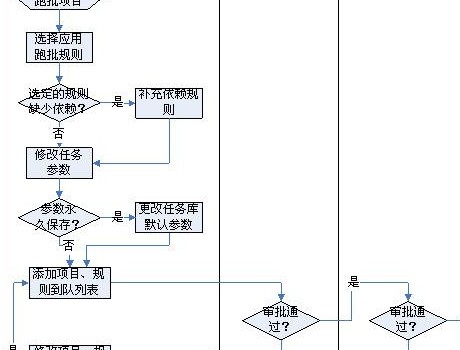 跑批项目
选择应用
跑批规则
选定的规则
缺少依赖?
是
补充依赖规
则
否
修改任务
参数
参数永
久保存?
是
更改任务库
默认参数
否
添加项目、规
则到队列表
是
审批通
过?
审批通
过?
是
修改项目、规